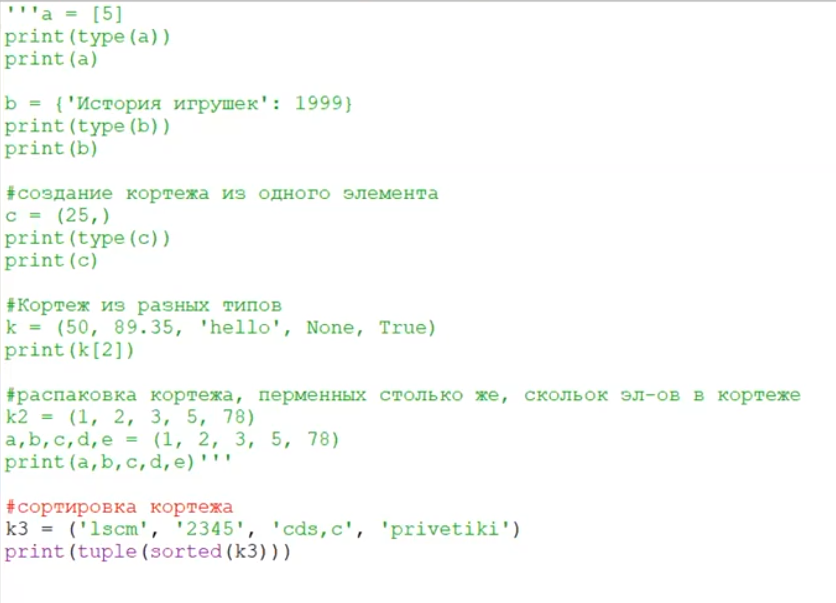 '''a = [5]
print(type(a))
print(a)
b = {'История игрушек': 1999}
print(type(b))
print(b)
#создание кортежа из одного элемента
c = (25,)
print(type(c))
print(c)
#Кортеж из разных типов
k = (50, 89.35, 'hello', None, True)
print(k[2])
#распаковка кортежа, перменных столько же, скольок эл-ов в кортеже
k2 = (1, 2, 3, 5, 78)
a,b,c,d,e = (1, 2, 3, 5, 78)
print(a,b,c,d,e)'''
#сортировка кортежа
k3 = ('lscm', '2345', 'cds,c', 'privetiki')
print(tuple(sorted(k3)))